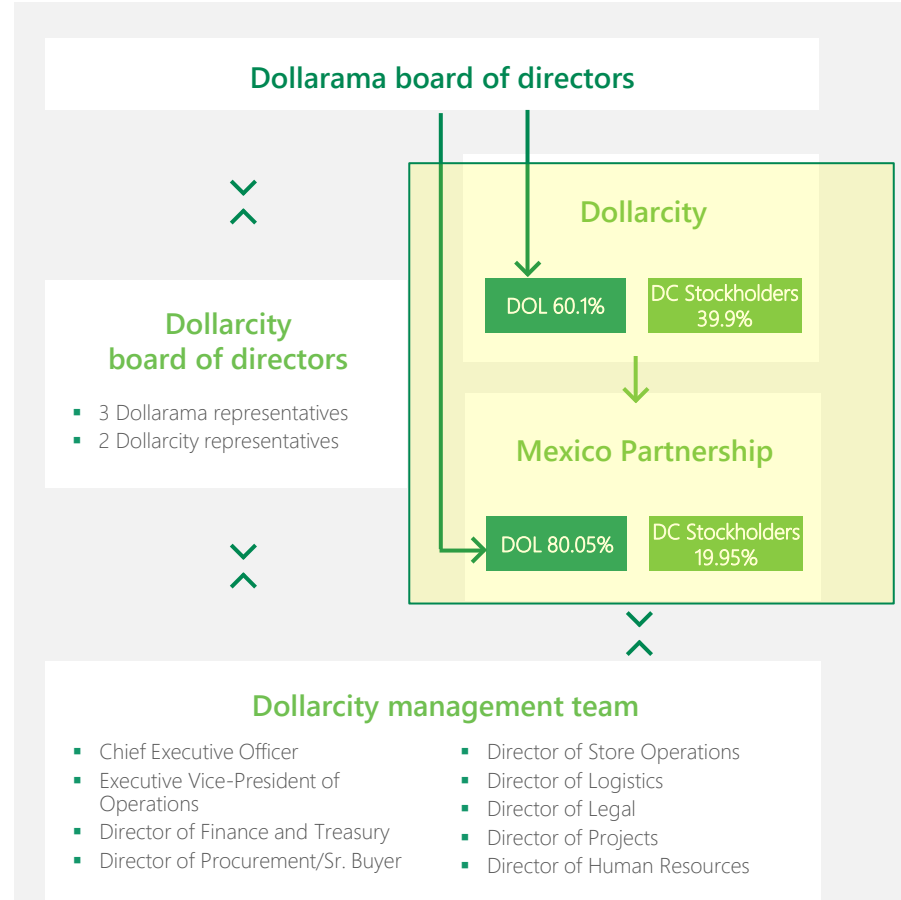 Dollarama board of directors
Dollarcity
DOL 60.1%
DC Stockholders
39.9%
Dollarcity
board of directors
▪ 3 Dollarama representatives
▪ 2 Dollarcity representatives
Mexico Partnership
DOL 80.05%
DC Stockholders
19.95%
Dollarcity management team
▪ Chief Executive Officer
▪ Executive Vice-President of
Operations
▪ Director of Finance and Treasury
▪ Director of Procurement/Sr. Buyer
▪ Director of Store Operations
▪ Director of Logistics
▪ Director of Legal
▪ Director of Projects
▪ Director of Human Resources